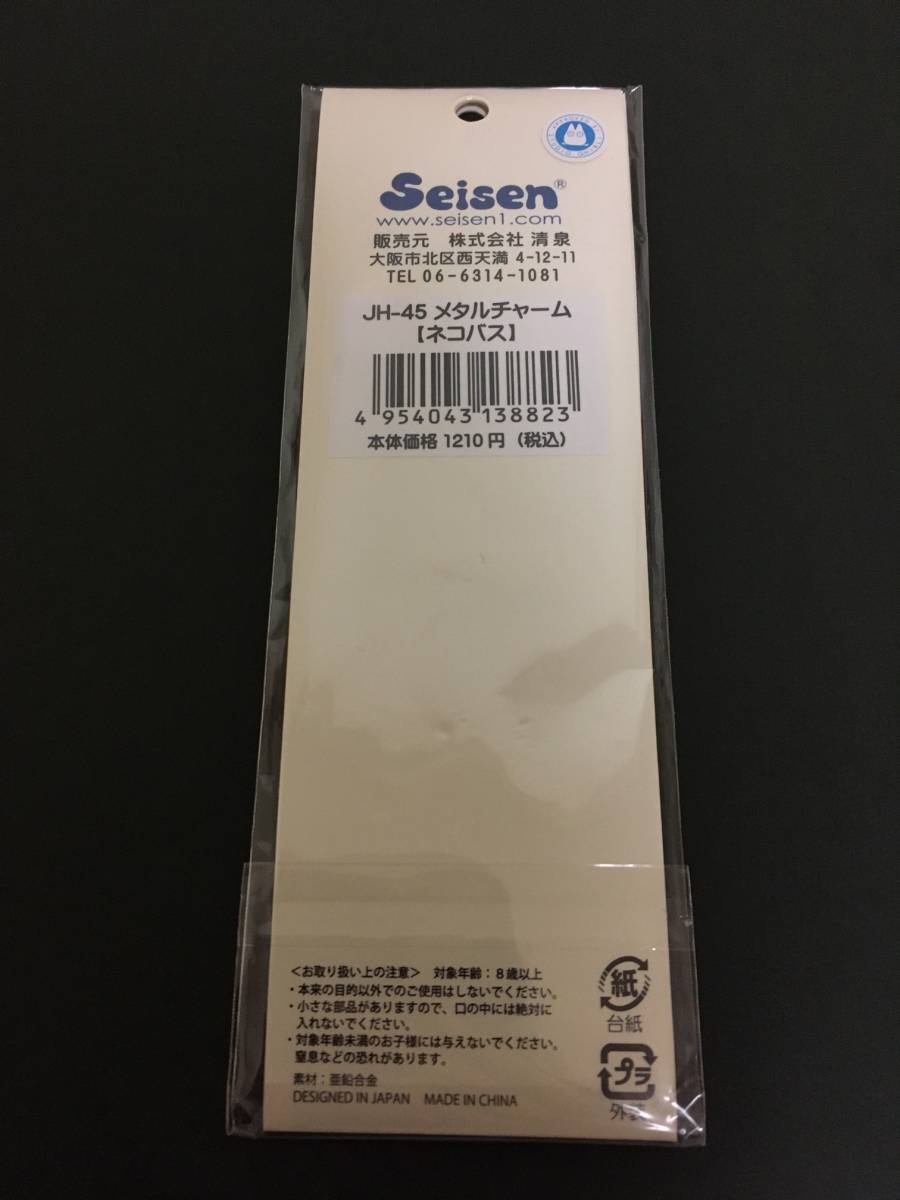 Seisen®
www.seisen1.com
販売元 株式会社 清泉
大阪市北区西天満 4-12-11
TEL 06-6314-1081
JH-45 メタルチャーム
【ネコバス】
4 954043 138823
本体価格 1210 円（税込）
＜お取り扱い上の注意＞ 対象年齢：8歳以上
・本来の目的以外でのご使用はしないでください。
・小さな部品がありますので、口の中には絶対に
入れないでください。
・対象年齢未満のお子様には与えないでください。
窒息などの恐れがあります。
素材：亜鉛合金
DESIGNED IN JAPAN MADE IN CHINA
紙
台紙
プラ
外装